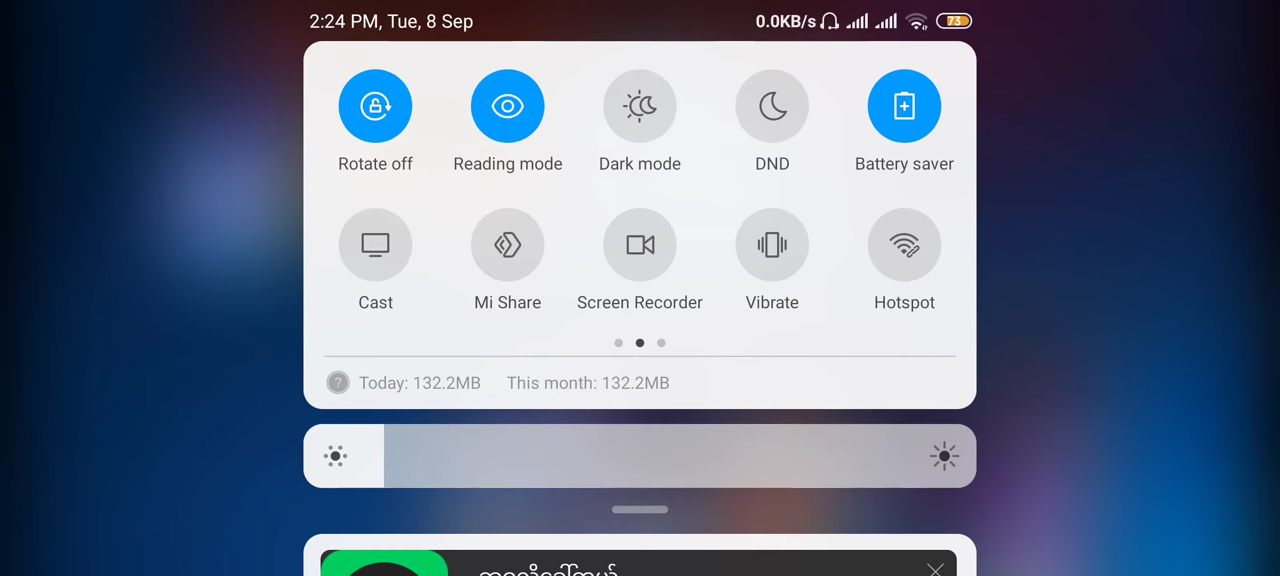 2:24 PM, Tue, 8 Sep 0.0KB/s 73
Rotate off Reading mode Dark mode DND Battery saver
Cast Mi Share Screen Recorder Vibrate Hotspot
? Today: 132.2MB This month: 132.2MB